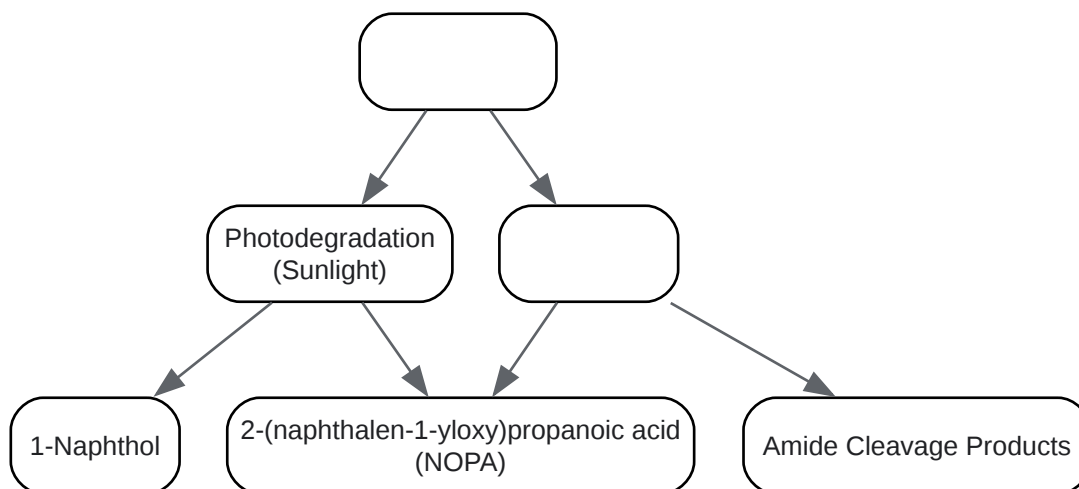 Photodegradation
(Sunlight)
1-Naphthol
2-(naphthalen-1-yloxy)propanoic acid
(NOPA)
Amide Cleavage Products